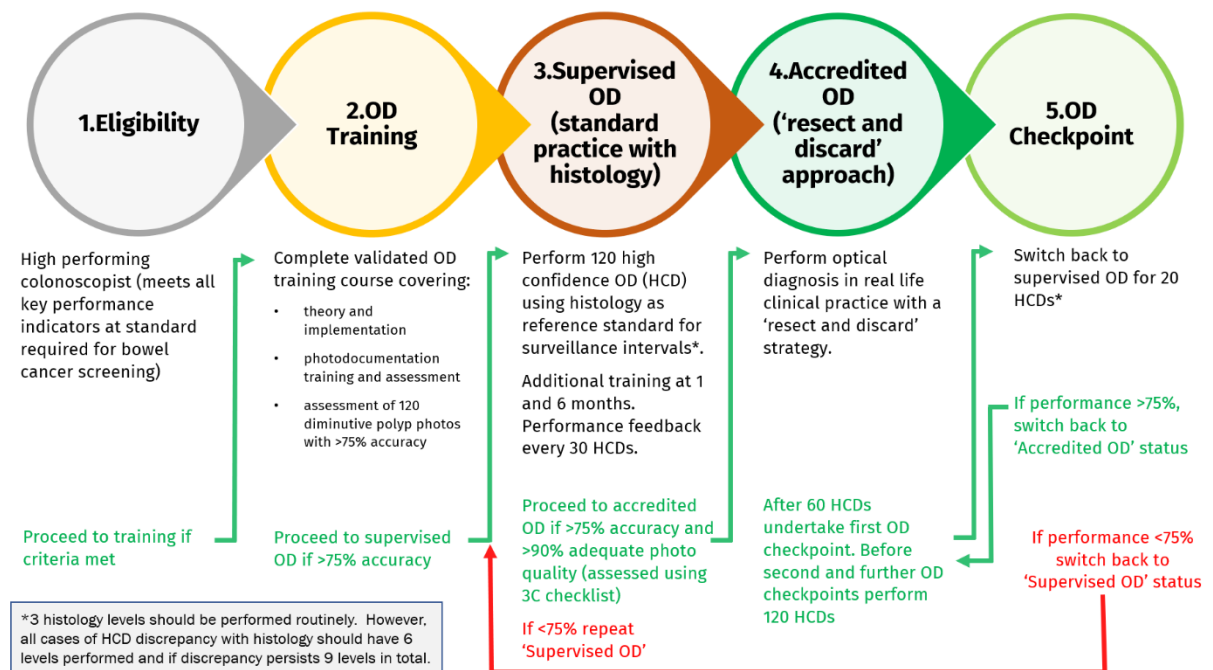 1.Eligibility
2.OD
Training
3.Supervised
OD
(standard
practice with
histology)
4.Accredited
OD
(‘resect and
discard’
approach)
5.OD
Checkpoint
High performing
colonoscopist (meets all
key performance
indicators at standard
required for bowel
cancer screening)
Proceed to training if
criteria met
Complete validated OD
training course covering:
• theory and
implementation
• photodocumentation
training and assessment
• assessment of 120
diminutive polyp photos
with >75% accuracy
Proceed to supervised
OD if >75% accuracy
Perform 120 high
confidence OD (HCD)
using histology as
reference standard for
surveillance intervals*.
Additional training at 1
and 6 months.
Performance feedback
every 30 HCDs.
Proceed to accredited
OD if >75% accuracy and
>90% adequate photo
quality (assessed using
3C checklist)
If <75% repeat
‘Supervised OD’
Perform optical
diagnosis in real life
clinical practice with a
‘resect and discard’
strategy.
After 60 HCDs
undertake first OD
checkpoint. Before
second and further OD
checkpoints perform
120 HCDs
Switch back to
supervised OD for 20
HCDs*
If performance >75%,
switch back to
‘Accredited OD’ status
If performance <75%
switch back to
‘Supervised OD’ status
*3 histology levels should be performed routinely. However,
all cases of HCD discrepancy with histology should have 6
levels performed and if discrepancy persists 9 levels in total.